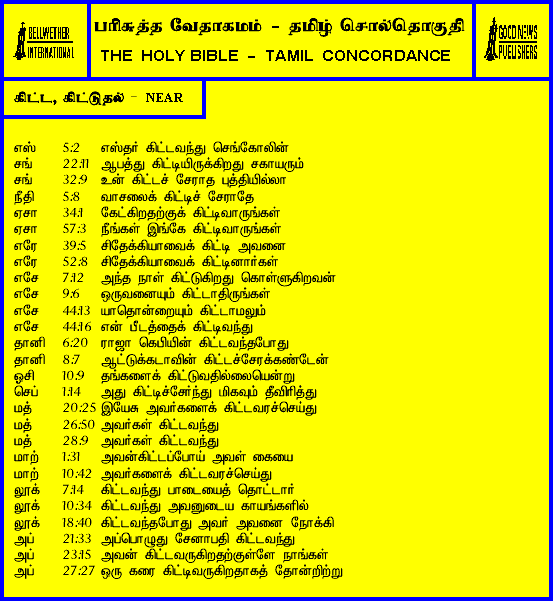 BELLWETHER
INTERNATIONAL
பரிசுத்த வேதாகமம் - தமிழ் சொல்தொகுதி
THE HOLY BIBLE - TAMIL CONCORDANCE
GOOD NEWS
PUBLISHERS
கிட்ட, கிட்டுதல் - NEAR
எஸ் 5:2 எஸ்தர் கிட்டவந்து செங்கோலின்
சங் 22:11 ஆபத்து கிட்டியிருக்கிறது சகாயரும்
சங் 32:9 உன் கிட்டச் சேராத புத்தியில்லா
நீதி 5:8 வாசலைக் கிட்டிச் சேராதே
ஏசா 34:1 கேட்கிறதற்குக் கிட்டிவாருங்கள்
ஏசா 57:3 நீங்கள் இங்கே கிட்டிவாருங்கள்
எரே 39:5 சிதேக்கியாவைக் கிட்டி அவனை
எரே 52:8 சிதேக்கியாவைக் கிட்டினார்கள்
எசே 7:12 அந்த நாள் கிட்டுகிறது கொள்ளுகிறவன்
எசே 9:6 ஒருவனையும் கிட்டாதிருங்கள்
எசே 44:13 யாதொன்றையும் கிட்டாமலும்
எசே 44:16 என் பீடத்தைக் கிட்டிவந்து
தானி 6:20 ராஜா கெபியின் கிட்டவந்தபோது
தானி 8:7 ஆட்டுக்கடாவின் கிட்டச்சேரக்கண்டேன்
ஓசி 10:9 தங்களைக் கிட்டுவதில்லையென்று
செப் 1:14 அது கிட்டிச்சேர்ந்து மிகவும் தீவிரித்து
மத் 20:25 இயேசு அவர்களைக் கிட்டவரச்செய்து
மத் 26:50 அவர்கள் கிட்டவந்து
மத் 28:9 அவர்கள் கிட்டவந்து
மாற் 1:31 அவன்கிட்டப்போய் அவள் கையை
மாற் 10:42 அவர்களைக் கிட்டவரச்செய்து
லூக் 7:14 கிட்டவந்து பாடையைத் தொட்டார்
லூக் 10:34 கிட்டவந்து அவனுடைய காயங்களில்
லூக் 18:40 கிட்டவந்தபோது அவர் அவனை நோக்கி
அப் 21:33 அப்பொழுது சேனாபதி கிட்டவந்து
அப் 23:15 அவன் கிட்டவருகிறதற்குள்ளே நாங்கள்
அப் 27:27 ஒரு கரை கிட்டிவருகிறதாகத் தோன்றிற்று